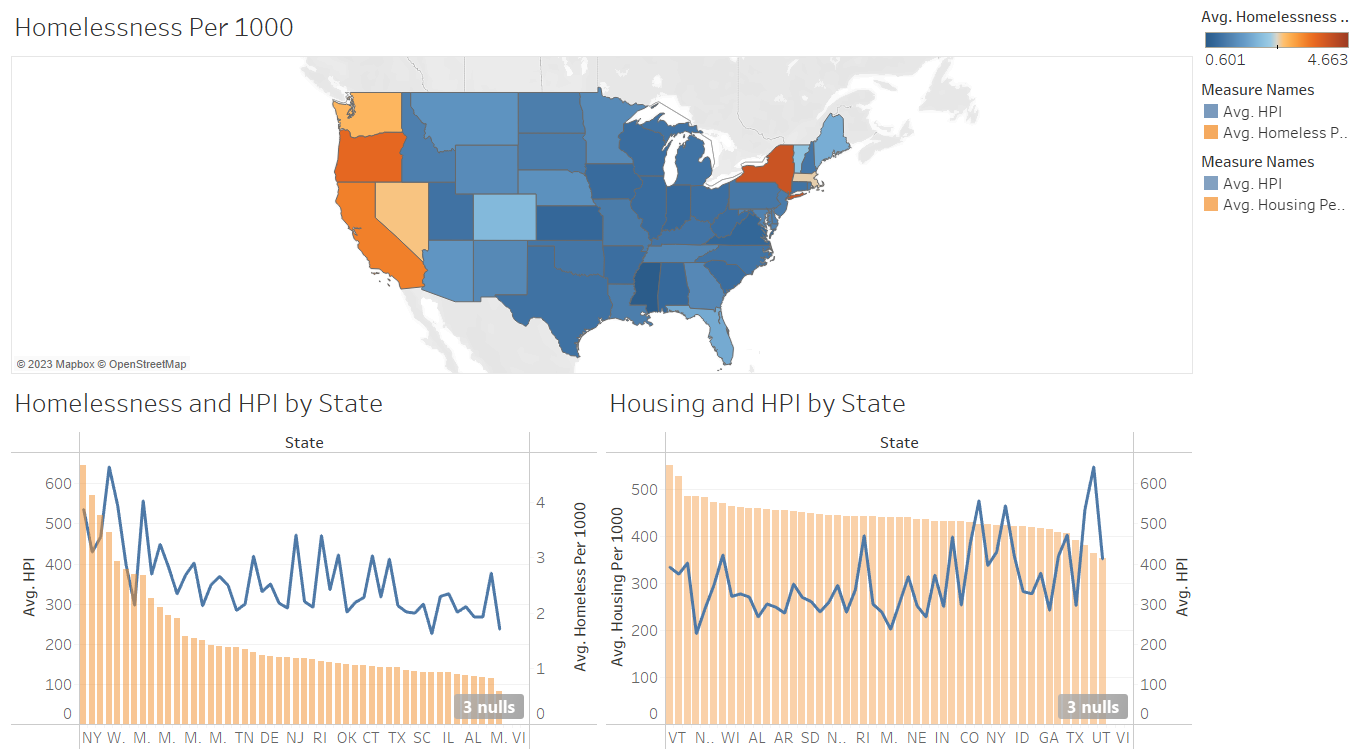 Homelessness Per 1000
© 2023 Mapbox © OpenStreetMap
Avg. Homelessness ..
0.601 4.663
Measure Names
Avg. HPI
Avg. Homeless P..
Measure Names
Avg. HPI
Avg. Housing Pe..
Homelessness and HPI by State
State
Avg. HPI
600
500
400
300
200
100
0
4
3
2
1
0
Avg. Homeless Per 1000
3 nulls
NY W. M. M. M. M. TN DE NJ RI OK CT TX SC IL AL M. VI
Housing and HPI by State
State
Avg. Housing Per 1000
500
400
300
200
100
0
600
500
400
300
200
100
0
Avg. HPI
3 nulls
VT N.. WI AL AR SD N.. RI M.. NE IN CO NY ID GA TX UT VI